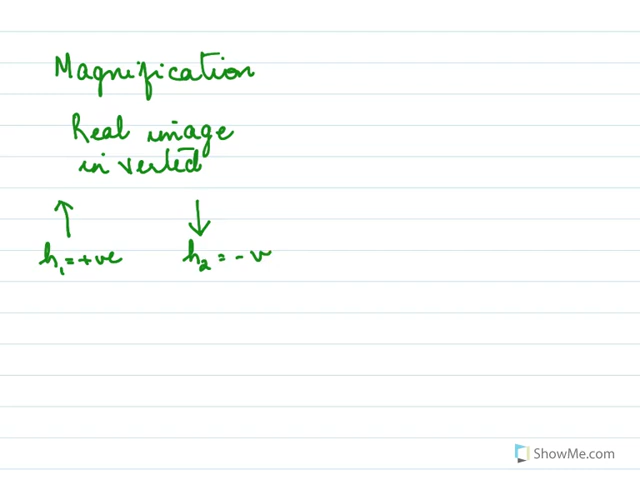 Magnification
Real image
inverted
h₁ = +ve h₂ = - v
ShowMe.com